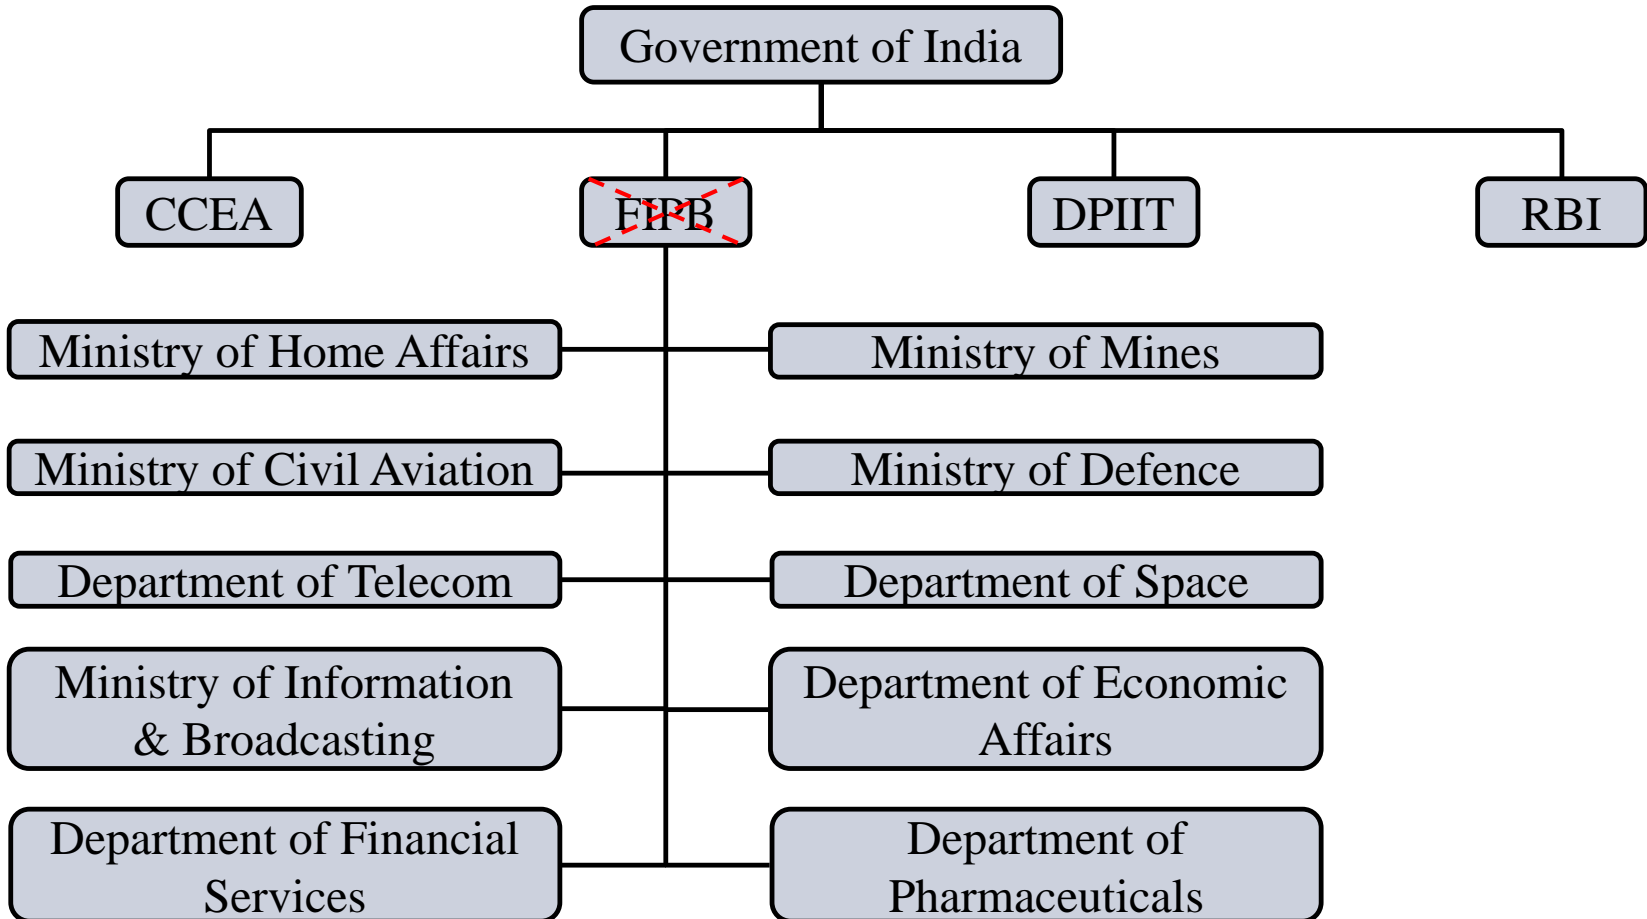 Government of India
CCEA
FIPB
DPIIT
RBI
Ministry of Home Affairs
Ministry of Mines
Ministry of Civil Aviation
Ministry of Defence
Department of Telecom
Department of Space
Ministry of Information
& Broadcasting
Department of Economic
Affairs
Department of Financial
Services
Department of
Pharmaceuticals